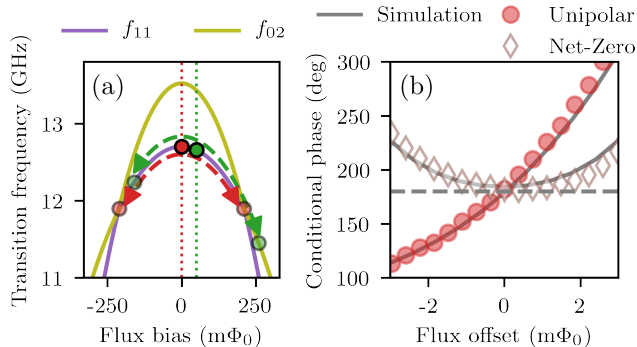 f11 f02 Simulation Unipolar
Net-Zero
Transition frequency (GHz)
(a)
13
12
11
-250 0 250
Flux bias (mΦ0)
Conditional phase (deg)
(b)
300
250
200
150
100
-2 0 2
Flux offset (mΦ0)